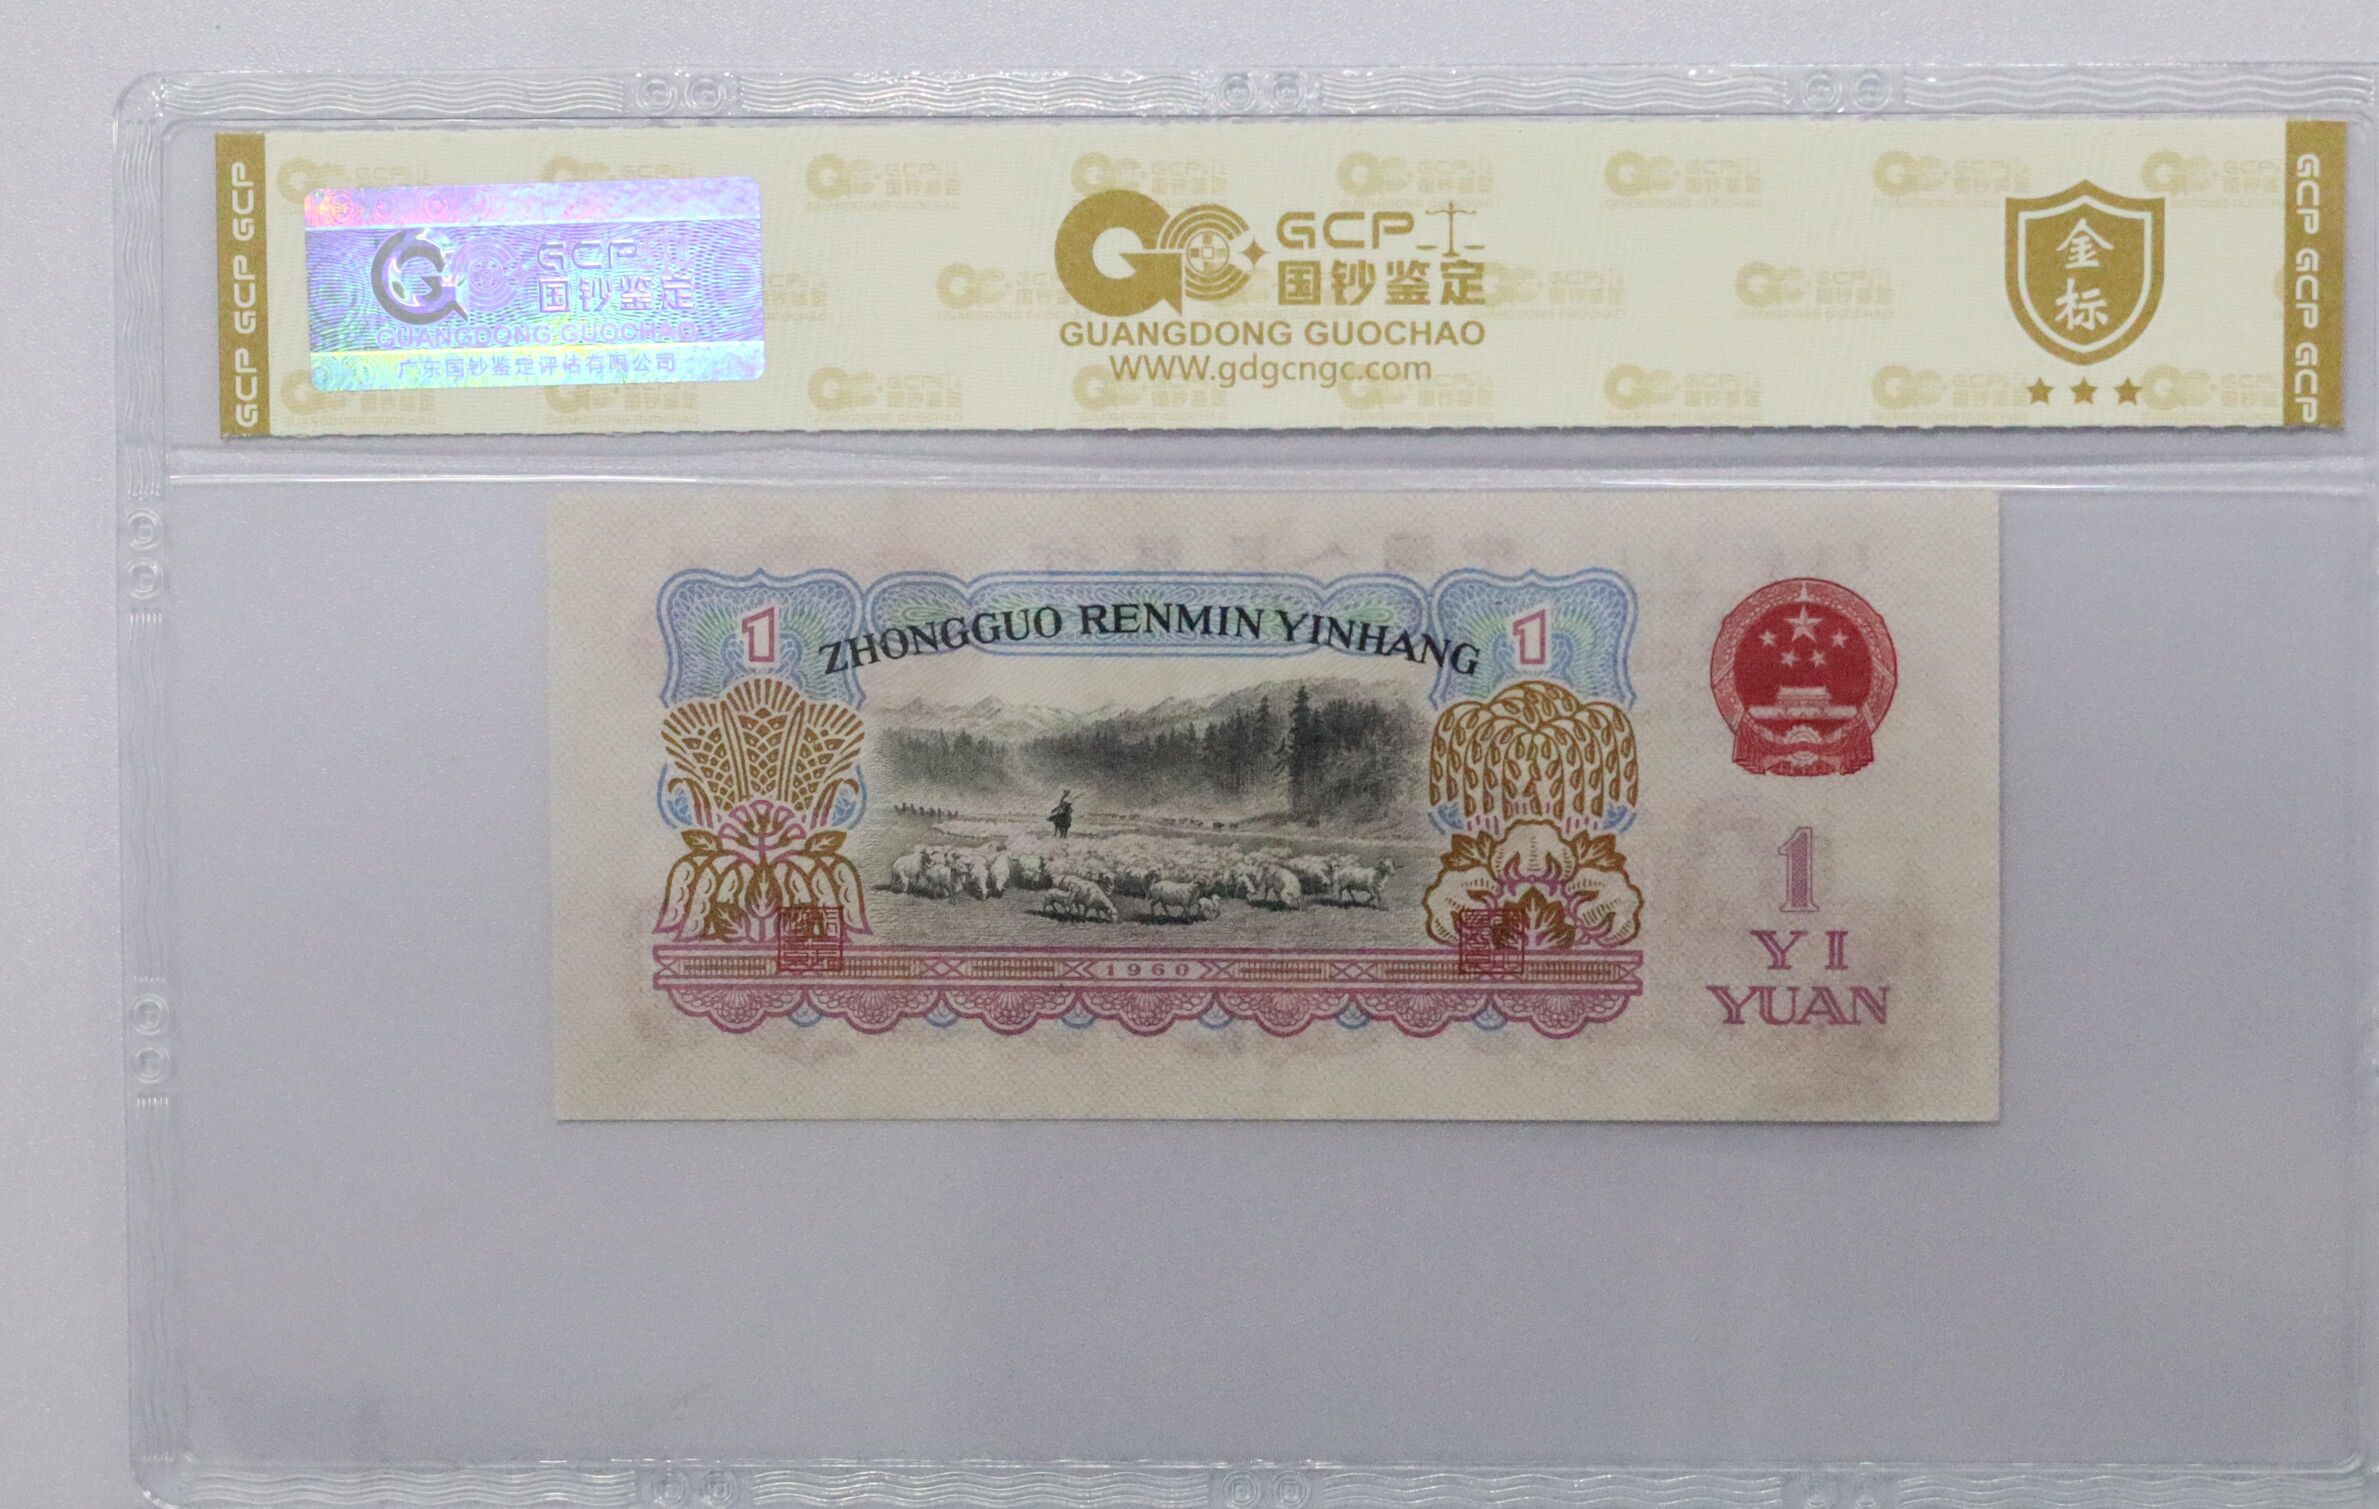 GCP GCP GCP
GCP
国钞鉴定
GUANGDONG GUOCHAO
广东国钞鉴定评估有限公司
GCP
国钞鉴定
GUANGDONG GUOCHAO
WWW.gdgcngc.com
金标
GCP GCP GCP
1
ZHONGGUO RENMIN YINHANG
1
1
YI
YUAN
1960